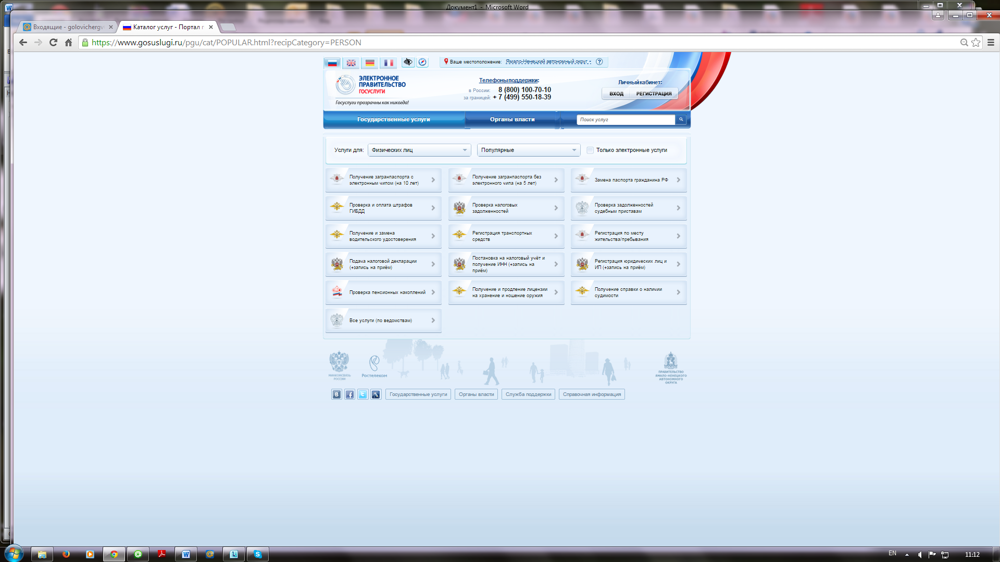 Документ1 - Microsoft Word
Входящие - golovichergv
Каталог услуг - Портал г
https://www.gosuslugi.ru/pgu/cat/POPULAR.html?recipCategory=PERSON
Ваше местоположение: Ямало-Ненецкий автономный округ
ЭЛЕКТРОННОЕ
ПРАВИТЕЛЬСТВО
ГОСУСЛУГИ
Госуслуги прозрачны как никогда!
Телефоны поддержки:
в России: 8 (800) 100-70-10
за границей: + 7 (499) 550-18-39
Личный кабинет:
ВХОД РЕГИСТРАЦИЯ
Государственные услуги
Органы власти
Поиск услуг
Услуги для: Физических лиц
Популярные
Только электронные услуги
Получение загранпаспорта с
электронным чипом (на 10 лет)
Получение загранпаспорта без
электронного чипа (на 5 лет)
Замена паспорта гражданина РФ
Проверка и оплата штрафов
ГИБДД
Проверка налоговых
задолженностей
Проверка задолженностей
судебным приставам
Получение и замена
водительского удостоверения
Регистрация транспортных
средств
Регистрация по месту
жительства/пребывания
Подача налоговой декларации
(+запись на приём)
Постановка на налоговый учёт и
получение ИНН (+запись на
приём)
Регистрация юридических лиц и
ИП (+запись на приём)
Проверка пенсионных накоплений
Получение и продление лицензии
на хранение и ношение оружия
Получение справки о наличии
судимости
Все услуги (по ведомствам)
МИНКОМСВЯЗЬ
РОССИИ
Ростелеком
ПРАВИТЕЛЬСТВО
ЯМАЛО-НЕНЕЦКОГО
АВТОНОМНОГО
ОКРУГА
Государственные услуги
Органы власти
Служба поддержки
Справочная информация
EN
11:12